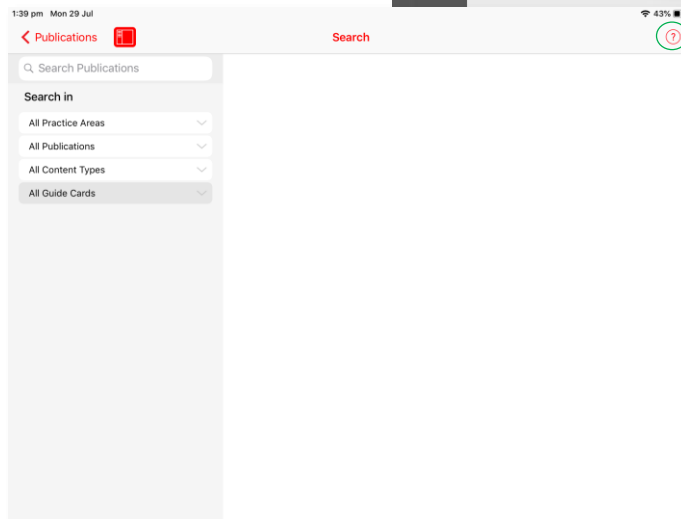 1:39 pm Mon 29 Jul 43%
Publications Search ?
Search Publications
Search in
All Practice Areas
All Publications
All Content Types
All Guide Cards